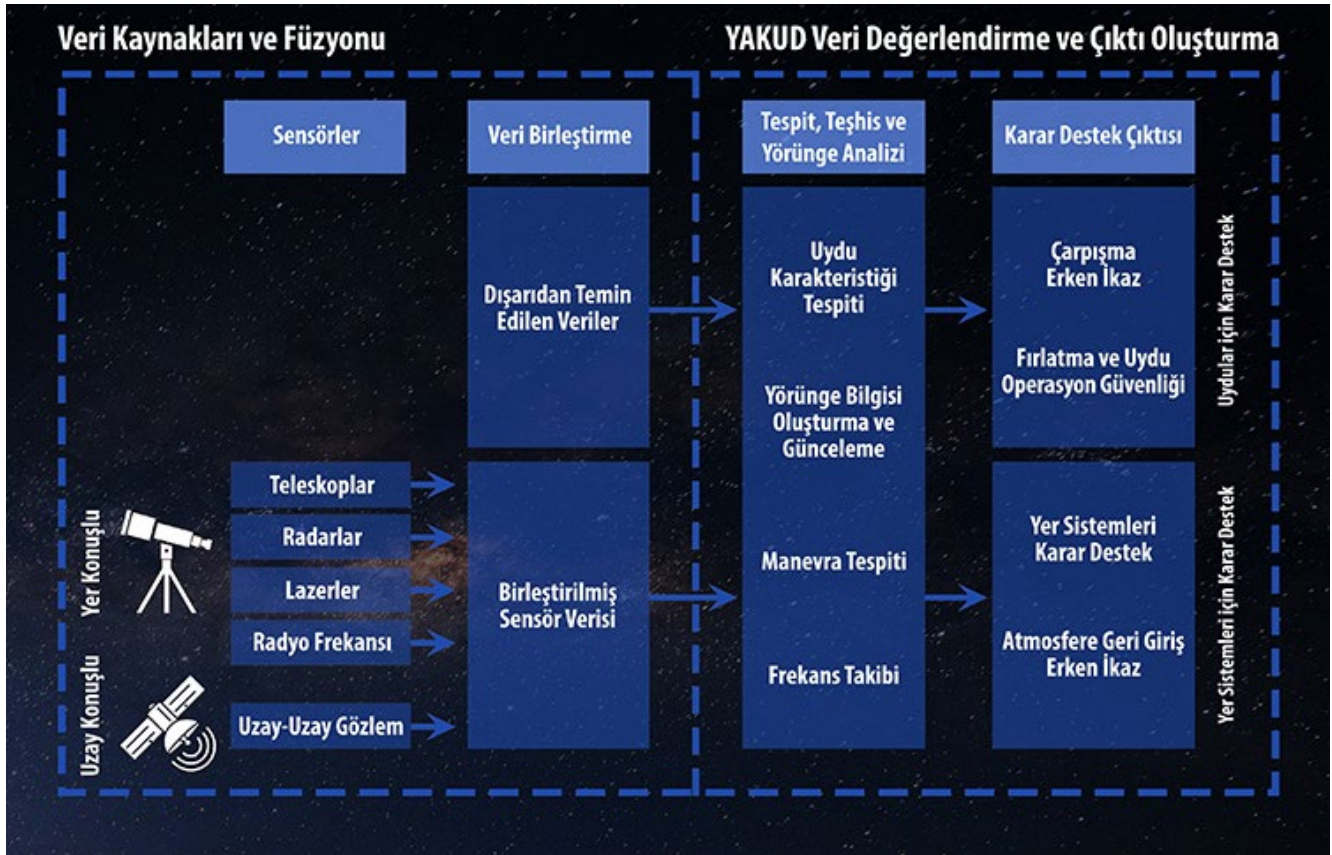 Veri Kaynakları ve Füzyonu
YAKUD Veri Değerlendirme ve Çıktı Oluşturma
Sensörler
Veri Birleştirme
Tespit, Teşhis ve
Yörünge Analizi
Karar Destek Çıktısı
Dışarıdan Temin
Edilen Veriler
Uydu
Karakteristiği
Tespiti
Yörünge Bilgisi
Oluşturma ve
Günceleme
Çarpışma
Erken İkaz
Fırlatma ve Uydu
Operasyon Güvenliği
Uydular için Karar Destek
Yer Konuşlu
Teleskoplar
Radarlar
Lazerler
Radyo Frekansı
Uzay Konuşlu
Uzay-Uzay Gözlem
Birleştirilmiş
Sensör Verisi
Manevra Tespiti
Frekans Takibi
Yer Sistemleri
Karar Destek
Atmosfere Geri Giriş
Erken İkaz
Yer Sistemleri için Karar Destek